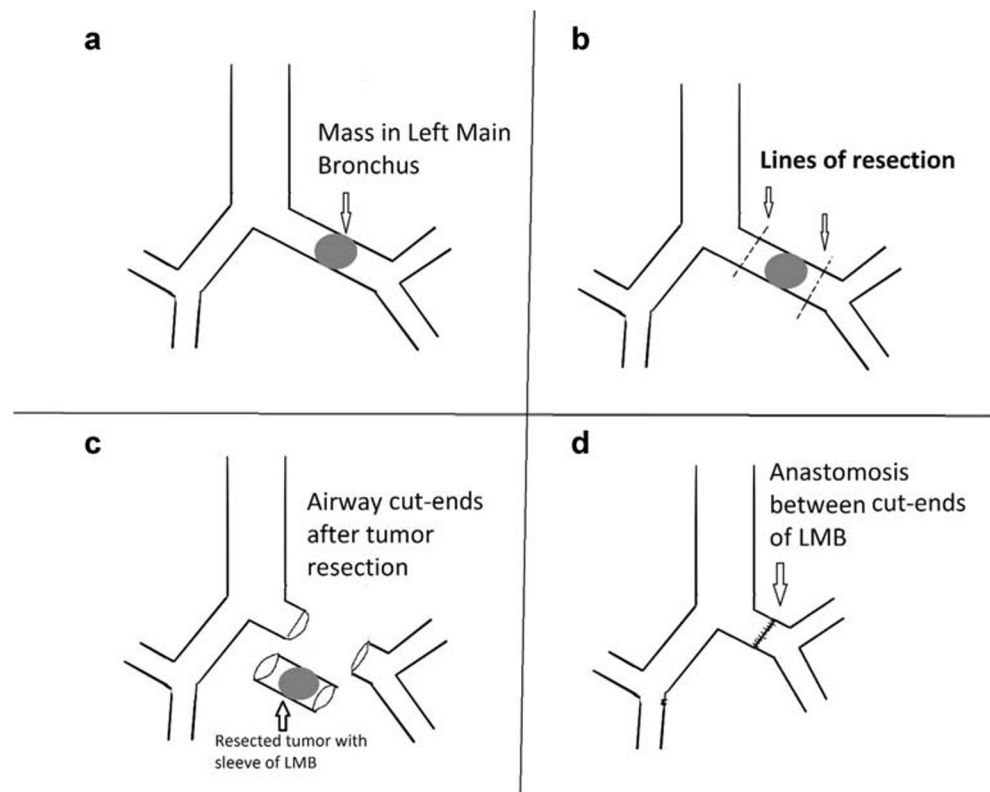 a
Mass in Left Main
Bronchus
b
Lines of resection
c
Airway cut-ends
after tumor
resection
Resected tumor with
sleeve of LMB
d
Anastomosis
between cut-ends
of LMB